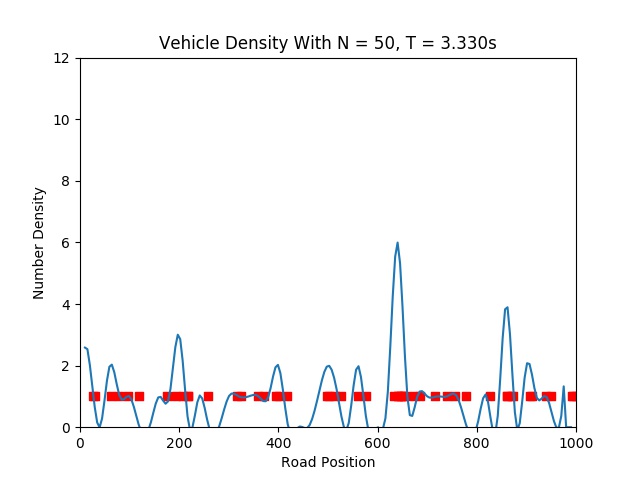 Vehicle Density With N = 50, T = 3.330s
12
10
8
6
4
2
0
Number Density
0 200 400 600 800 1000
Road Position